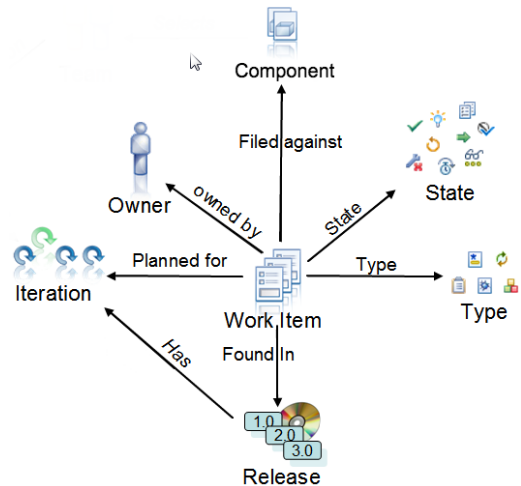 Component
Filed against
State
Owner
owned by
State
Planned for
Type
Iteration
Work Item
Type
Found In
Has
1.0
2.0
3.0
Release